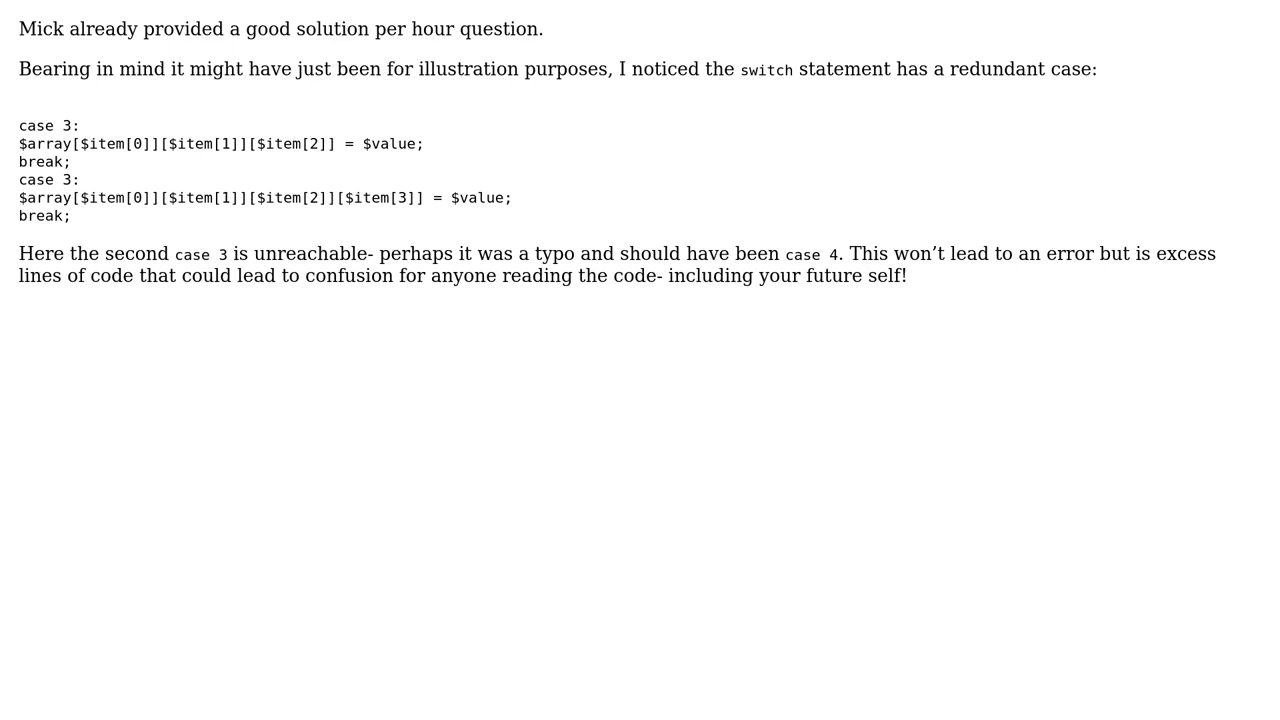 Mick already provided a good solution per hour question.
Bearing in mind it might have just been for illustration purposes, I noticed the switch statement has a redundant case:
case 3:
$array[$item[0]][$item[1]][$item[2]] = $value;
break;
case 3:
$array[$item[0]][$item[1]][$item[2]][$item[3]] = $value;
break;
Here the second case 3 is unreachable- perhaps it was a typo and should have been case 4. This won’t lead to an error but is excess
lines of code that could lead to confusion for anyone reading the code- including your future self!